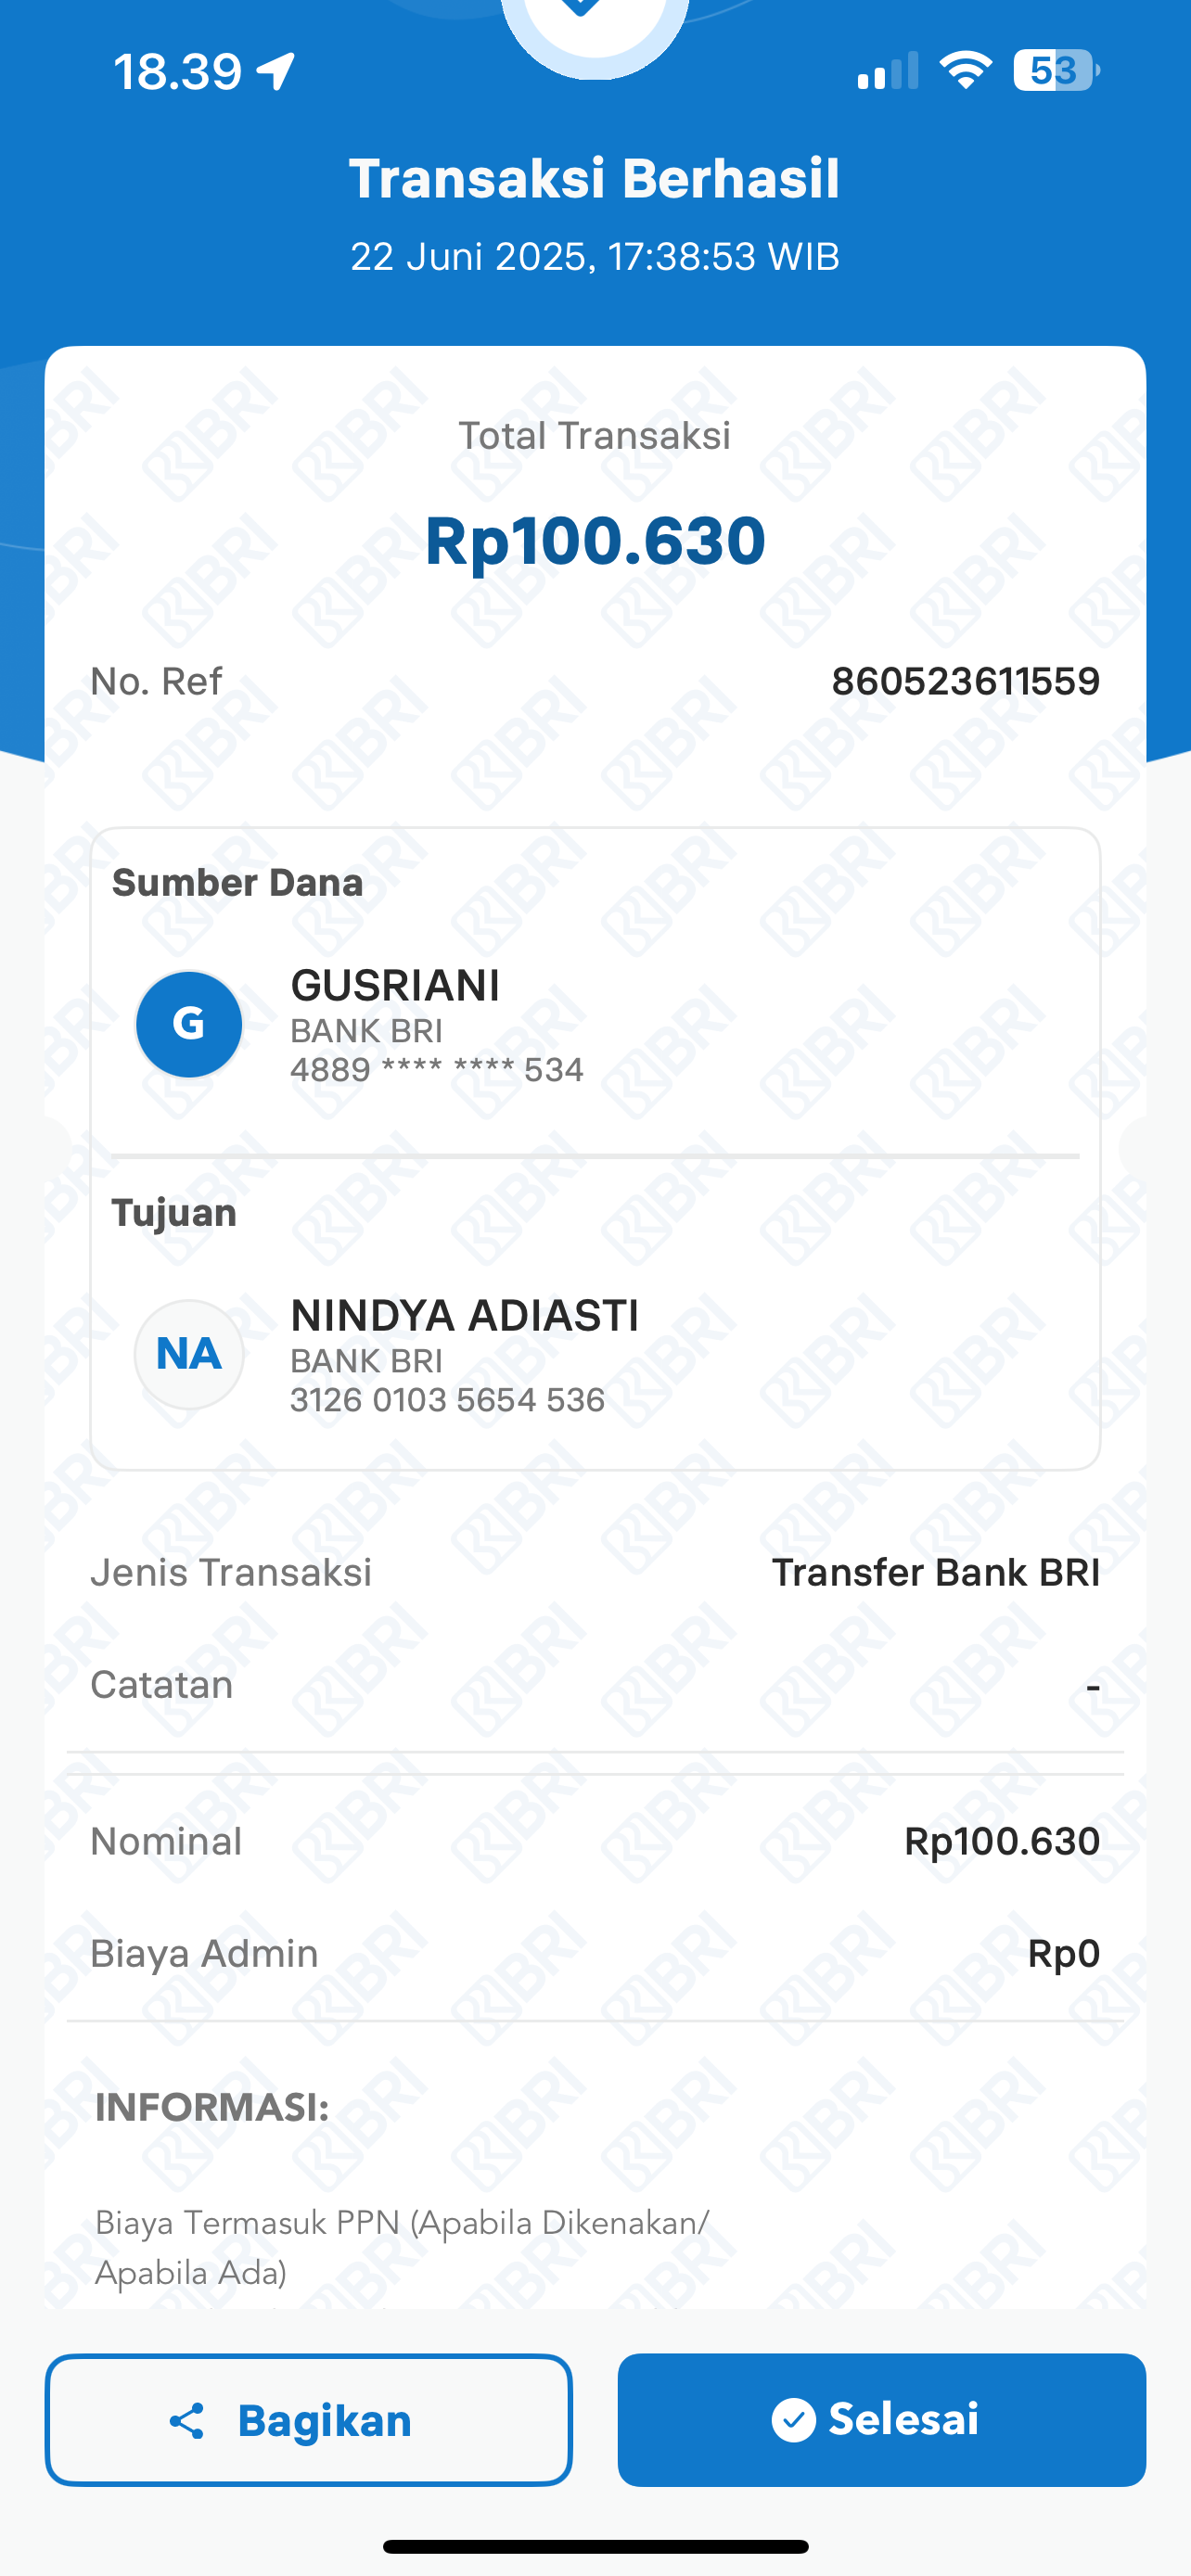 18.39
53
Transaksi Berhasil
22 Juni 2025, 17:38:53 WIB
Total Transaksi
Rp100.630
No. Ref
860523611559
Sumber Dana
G
GUSRIANI
BANK BRI
4889 **** **** 534
Tujuan
NA
NINDYA ADIASTI
BANK BRI
3126 0103 5654 536
Jenis Transaksi
Transfer Bank BRI
Catatan
-
Nominal
Rp100.630
Biaya Admin
Rp0
INFORMASI:
Biaya Termasuk PPN (Apabila Dikenakan/
Apabila Ada)
Bagikan
Selesai